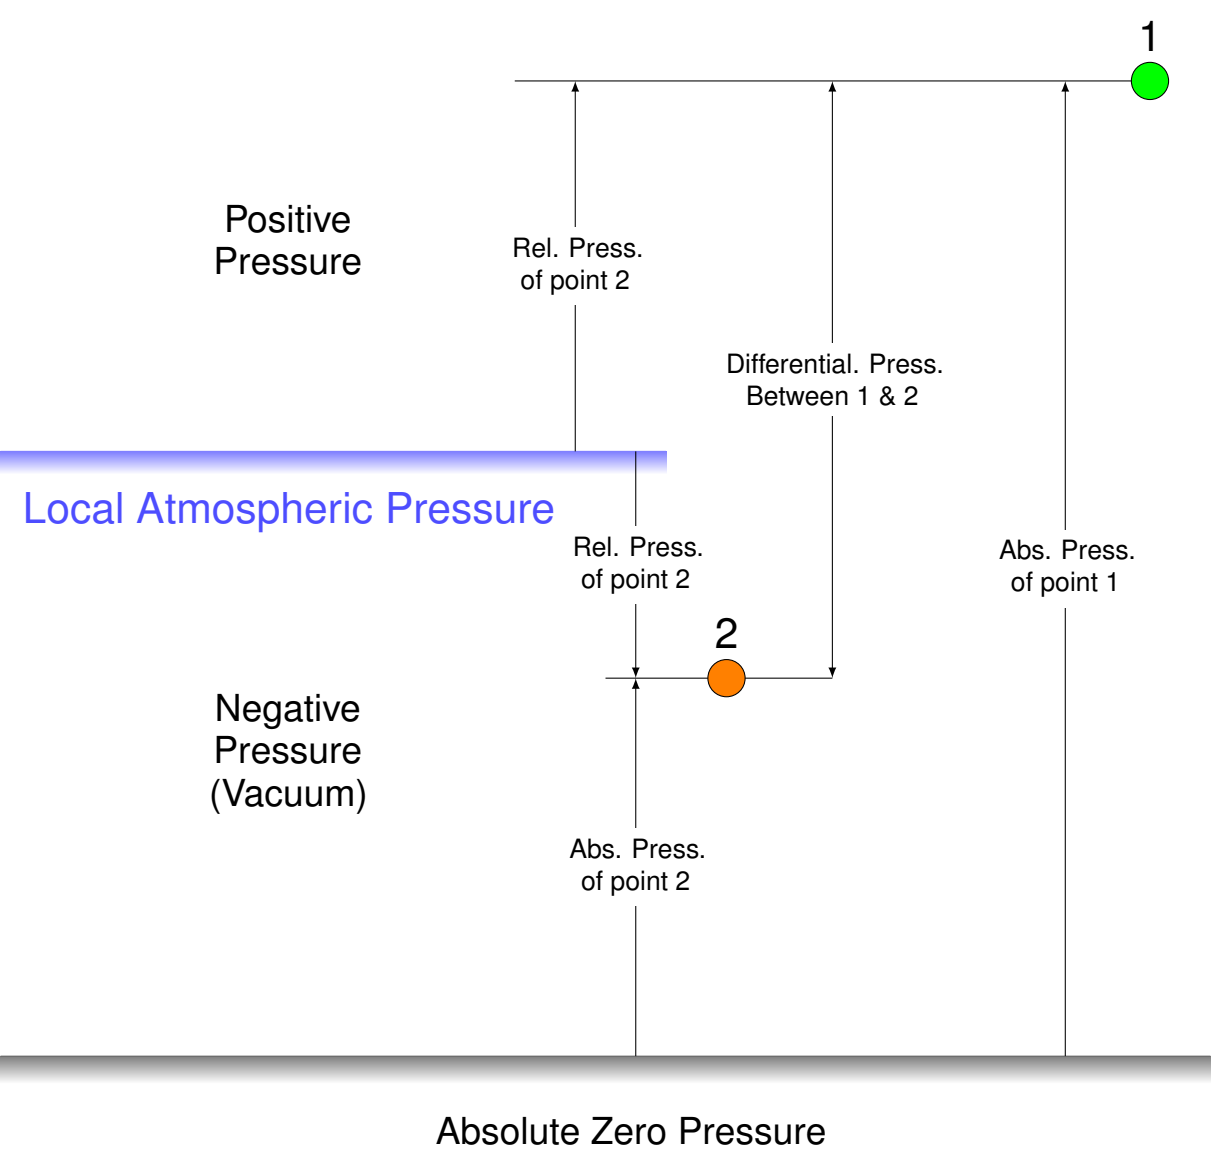 1
Positive
Pressure
Rel. Press.
of point 2
Differential. Press.
Between 1 & 2
Local Atmospheric Pressure
Rel. Press.
of point 2
Abs. Press.
of point 1
2
Negative
Pressure
(Vacuum)
Abs. Press.
of point 2
Absolute Zero Pressure